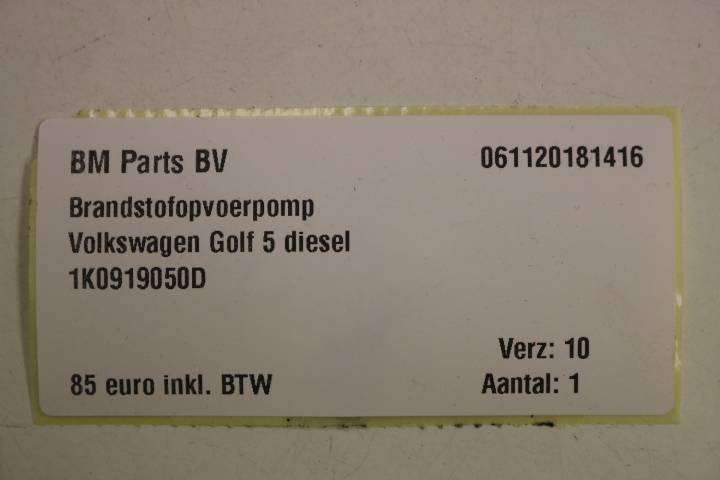 BM Parts BV 061120181416
Brandstofopvoerpomp
Volkswagen Golf 5 diesel
1K0919050D
Verz: 10
85 euro inkl. BTW Aantal: 1